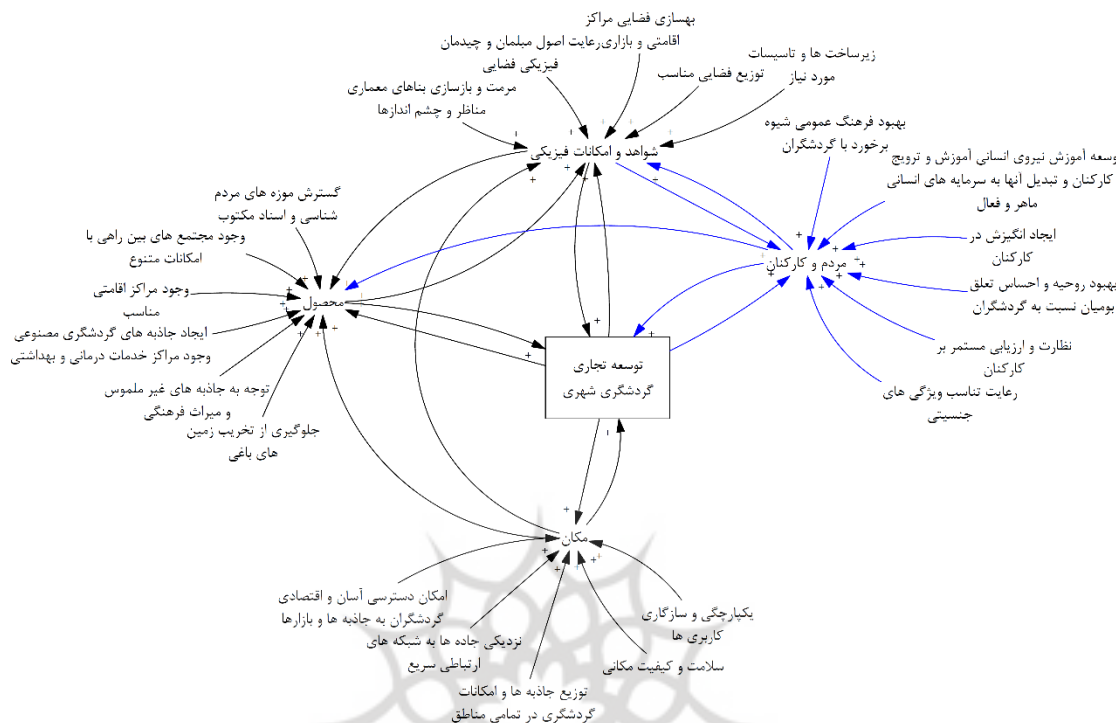 بهسازی فضایی مراکز
اقامتی و بازاری
رعایت اصول مبلمان و چیدمان
فیزیکی فضایی
زیرساخت ها و تاسیسات
مورد نیاز
توزیع فضایی مناسب
مرمت و بازسازی بناهای معماری
مناظر و چشم اندازها
شواهد و امکانات فیزیکی
بهبود فرهنگ عمومی شیوه
برخورد با گردشگران
وسعه آموزش نیروی انسانی آموزش و ترویج
کارکنان و تبدیل آنها به سرمایه های انسانی
ماهر و فعال
ایجاد انگیزش در
کارکنان
مردم و کارکنان
بهبود روحیه و احساس تعلق
بومیان نسبت به گردشگران
نظارت و ارزیابی مستمر بر
کارکنان
رعایت تناسب ویژگی های
جنسیتی
گسترش موزه های مردم
شناسی و اسناد مکتوب
وجود مجتمع های بین راهی با
امکانات متنوع
وجود مراکز اقامتی
مناسب
محصول
ایجاد جاذبه های گردشگری مصنوعی
وجود مراکز خدمات درمانی و بهداشتی
توجه به جاذبه های غیر ملموس
و میراث فرهنگی
جلوگیری از تخریب زمین
های باغی
توسعه تجاری
گردشگری شهری
مکان
امکان دسترسی آسان و اقتصادی
گردشگران به جاذبه ها و بازارها
نزدیکی جاده ها به شبکه های
ارتباطی سریع
توزیع جاذبه ها و امکانات
گردشگری در تمامی مناطق
سلامت و کیفیت مکانی
یکپارچگی و سازگاری
کاربری ها